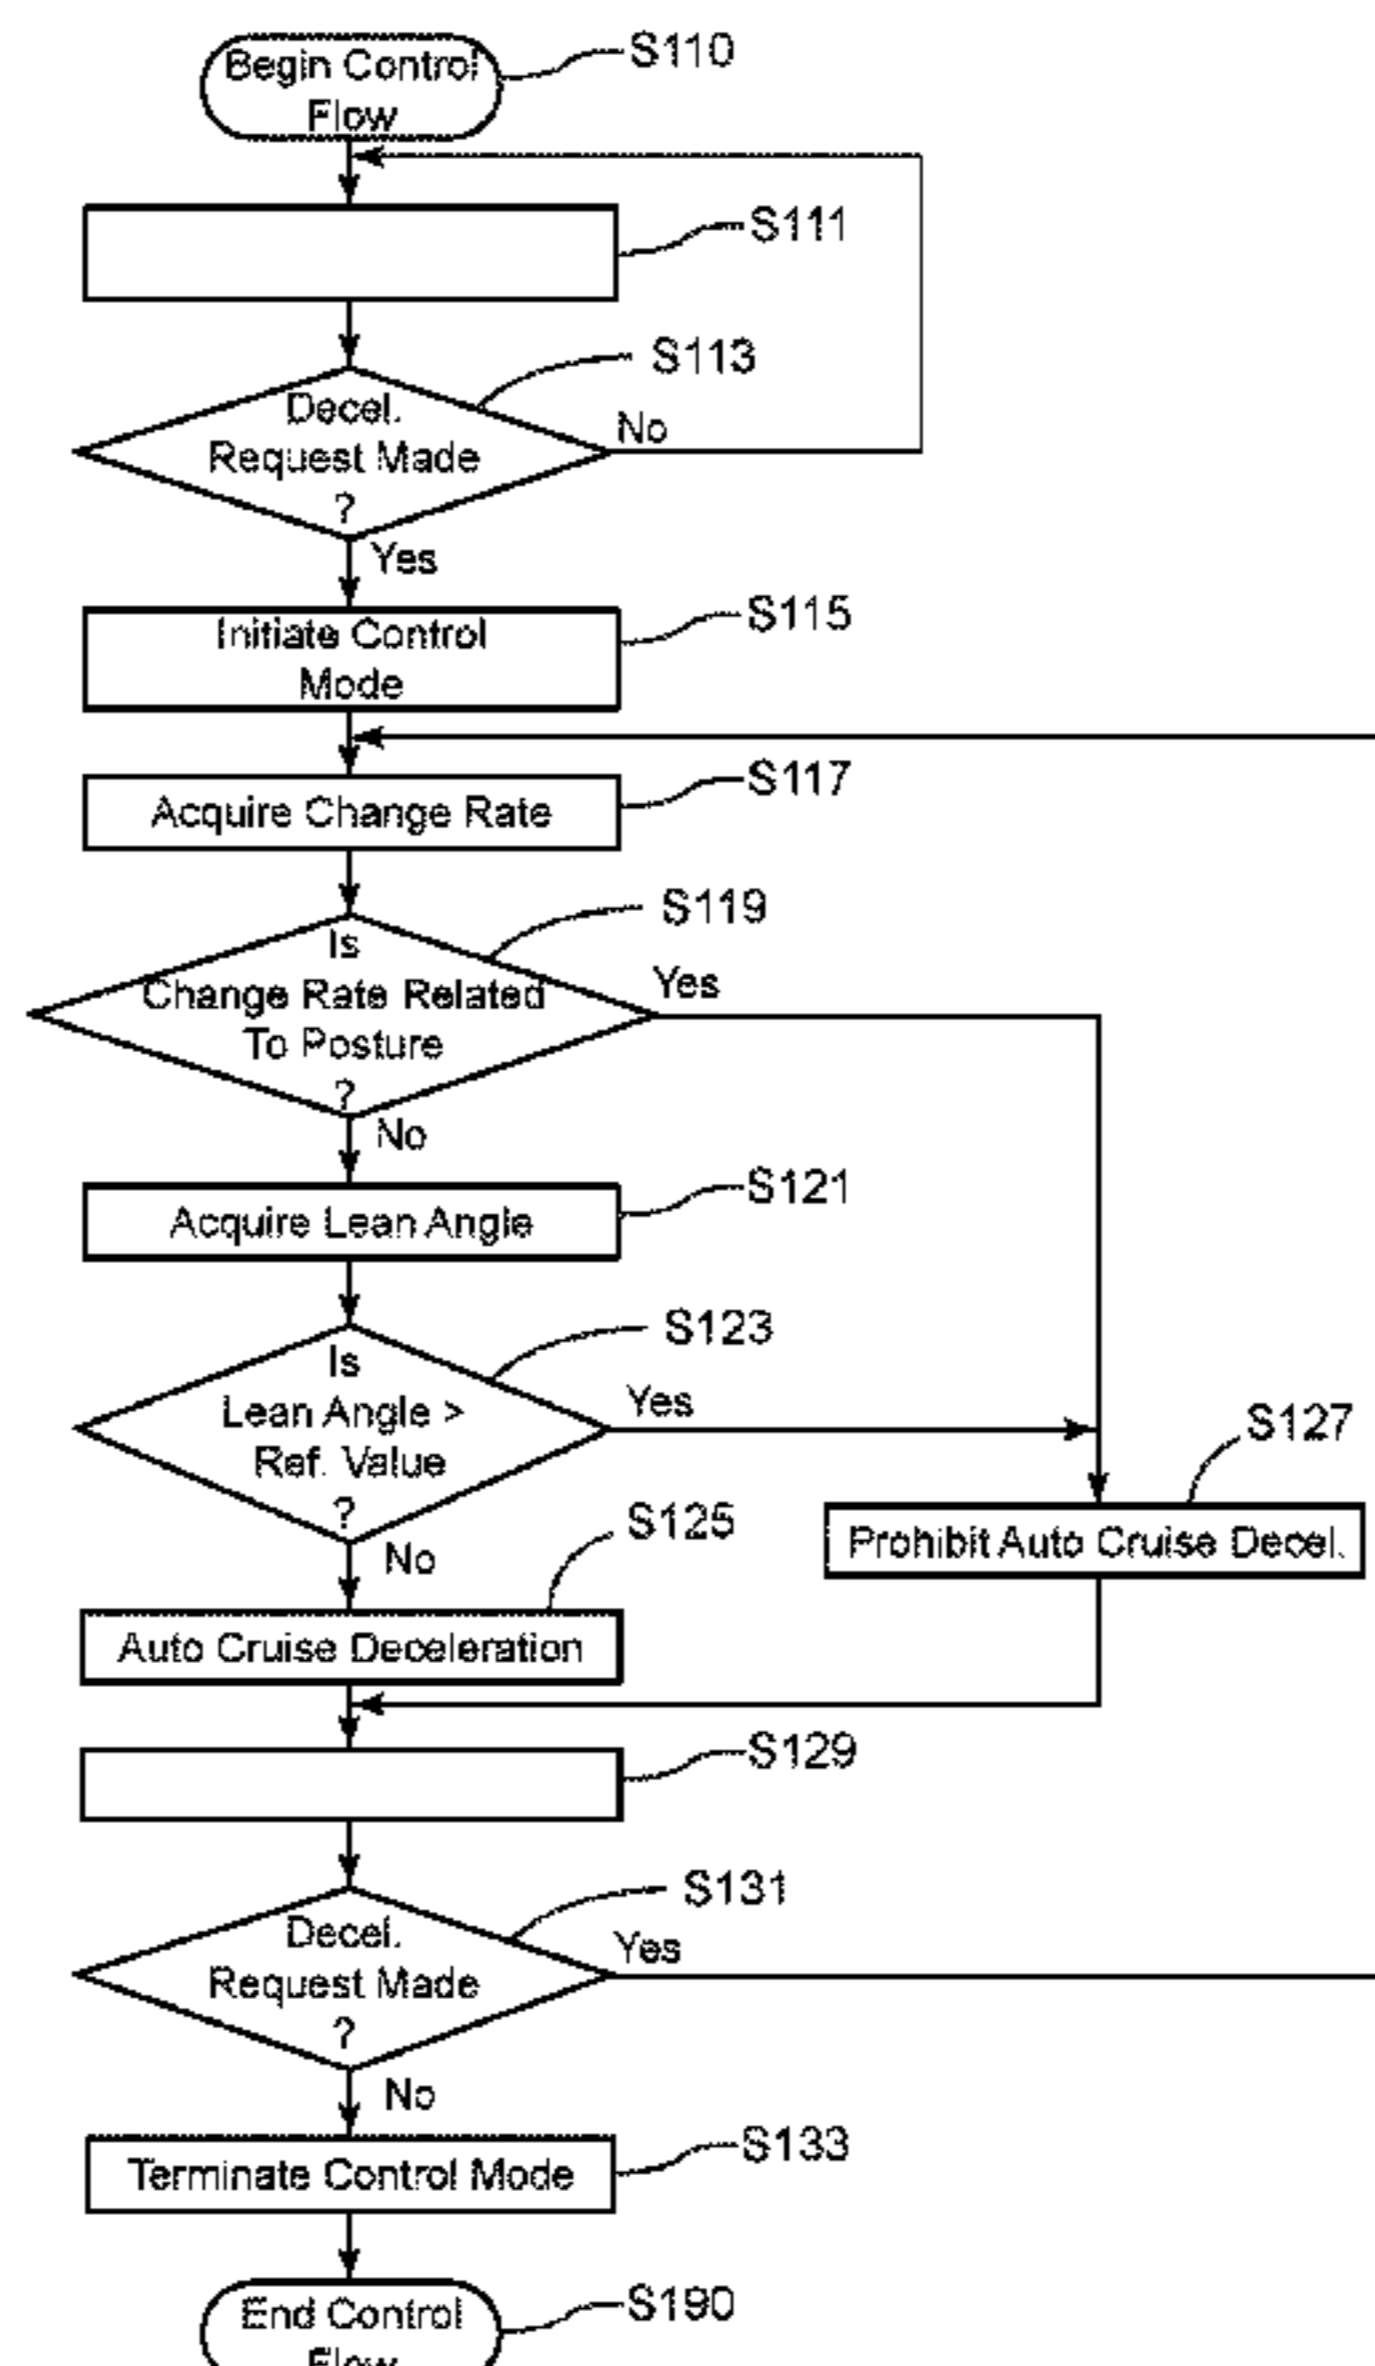 Begin Control
Flow
S110
S111
S113
Decel.
Request Made
?
No
Yes
S115
Initiate Control
Mode
S117
Acquire Change Rate
S119
Is
Change Rate Related
To Posture
?
Yes
No
S121
Acquire Lean Angle
S123
Is
Lean Angle >
Ref. Value
?
Yes
No
S127
Prohibit Auto Cruise Decel.
S125
Auto Cruise Deceleration
S129
S131
Decel.
Request Made
?
Yes
No
S133
Terminate Control Mode
S190
End Control
Flow